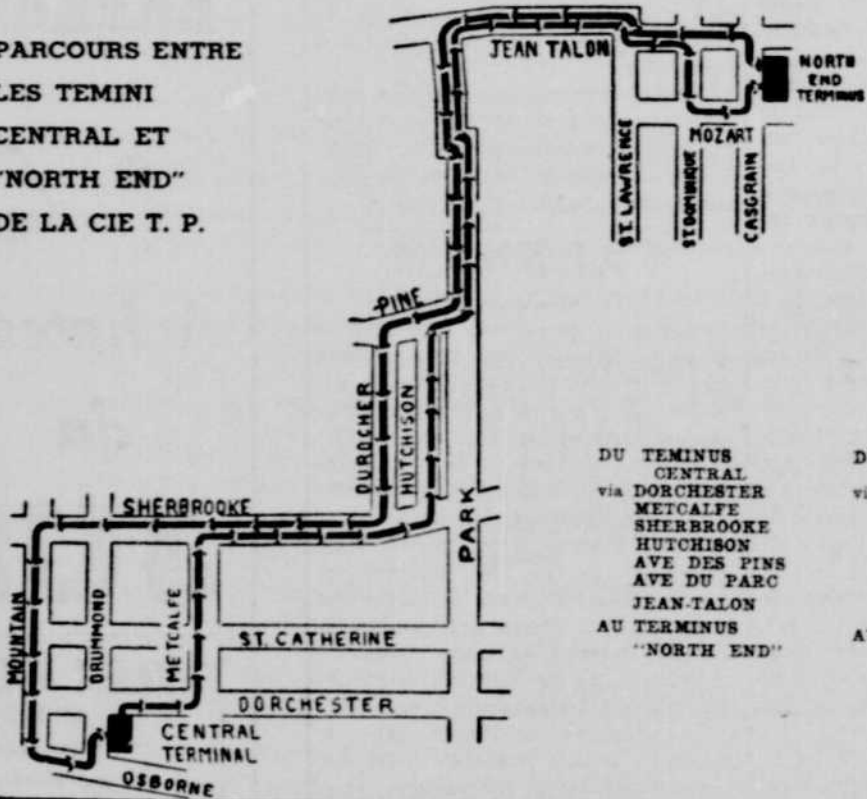 PARCOURS ENTRE
LES TEMINI
CENTRAL ET
"NORTH END"
DE LA CIE T. P.
JEAN TALON
NORTH
END
TERMINUS
MOZART
ST. LAWRENCE
ST. DOMINIQUE
CASGRAIN
PINE
DUROCHER
HUTCHISON
PARK
SHERBROOKE
MOUNTAIN
DRUMMOND
METCALFE
ST. CATHERINE
DORCHESTER
CENTRAL
TERMINAL
OSBORNE
DU TEMINUS
CENTRAL
via DORCHESTER
METCALFE
SHERBROOKE
HUTCHISON
AVE DES PINS
AVE DU PARC
JEAN-TALON
AU TERMINUS
"NORTH END"